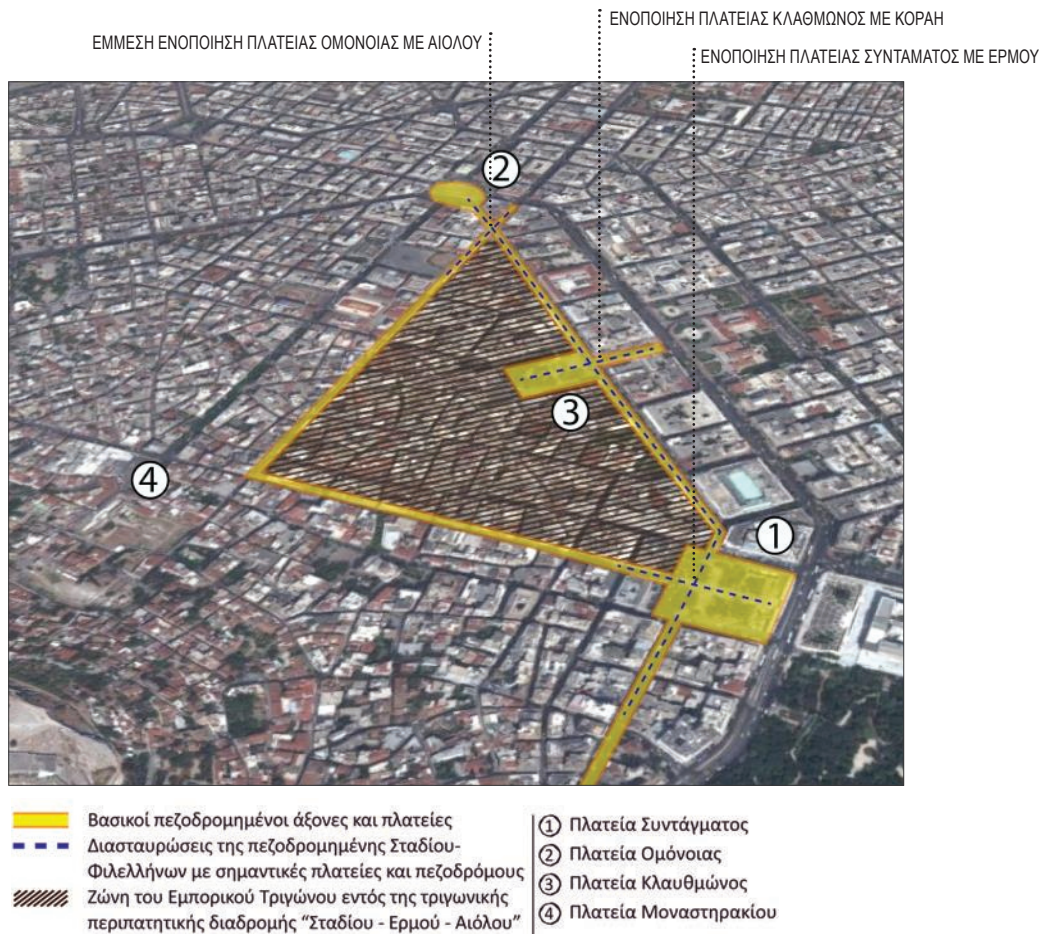 ΕΝΟΠΟΙΗΣΗ ΠΛΑΤΕΙΑΣ ΚΛΑΘΜΩΝΟΣ ΜΕ ΚΟΡΑΗ
ΕΜΜΕΣΗ ΕΝΟΠΟΙΗΣΗ ΠΛΑΤΕΙΑΣ ΟΜΟΝΟΙΑΣ ΜΕ ΑΙΟΛΟΥ
ΕΝΟΠΟΙΗΣΗ ΠΛΑΤΕΙΑΣ ΣΥΝΤΑΜΑΤΟΣ ΜΕ ΕΡΜΟΥ
2
3
4
1
Βασικοί πεζοδρομημένοι άξονες και πλατείες
Διασταυρώσεις της πεζοδρομημένης Σταδίου-
Φιλελλήνων με σημαντικές πλατείες και πεζοδρόμους
Ζώνη του Εμπορικού Τριγώνου εντός της τριγωνικής
περιπατητικής διαδρομής "Σταδίου - Ερμού - Αιόλου"
1 Πλατεία Συντάγματος
2 Πλατεία Ομόνοιας
3 Πλατεία Κλαυθμώνος
4 Πλατεία Μοναστηρακίου